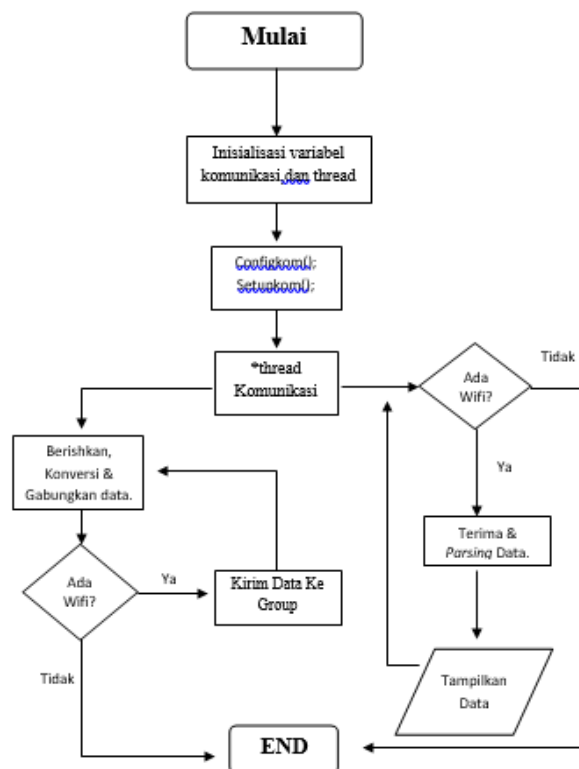 Mulai
Inisialisasi variabel
komunikasi dan thread
Configkom();
Setupkom();
*thread
Komunikasi
Ada
Wifi?
Tidak
Ya
Berishkan,
Konversi &
Gabungkan data.
Terima &
Parsing Data.
Ada
Wifi?
Ya
Kirim Data Ke
Group
Tidak
Tampilkan
Data
END